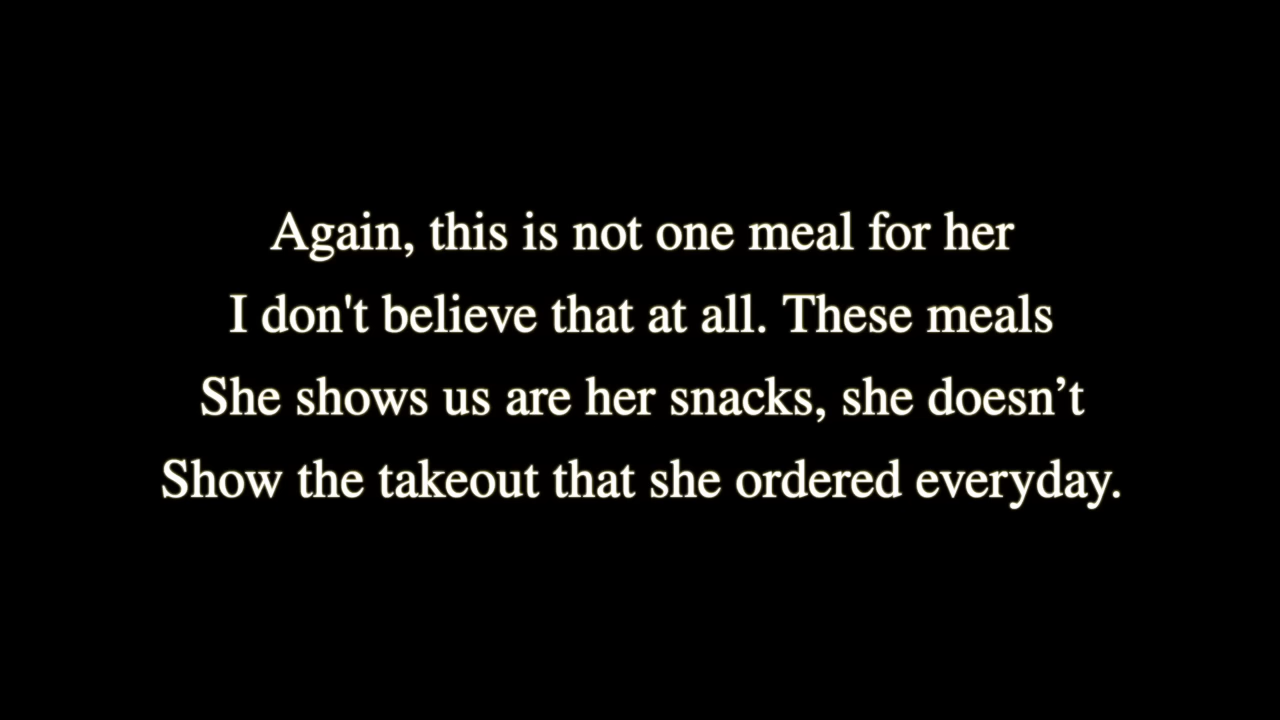 Again, this is not one meal for her
I don't believe that at all. These meals
She shows us are her snacks, she doesn’t
Show the takeout that she ordered everyday.